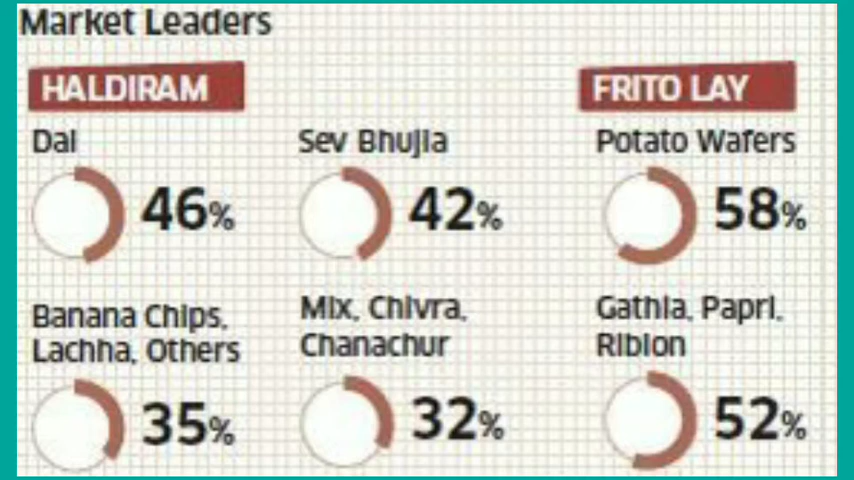 Market Leaders
HALDIRAM
Dal
46%
Sev Bhujia
42%
Banana Chips,
Lachha, Others
35%
Mix, Chivra,
Chanachur
32%
FRITO LAY
Potato Wafers
58%
Gathia, Papri,
Ribion
52%